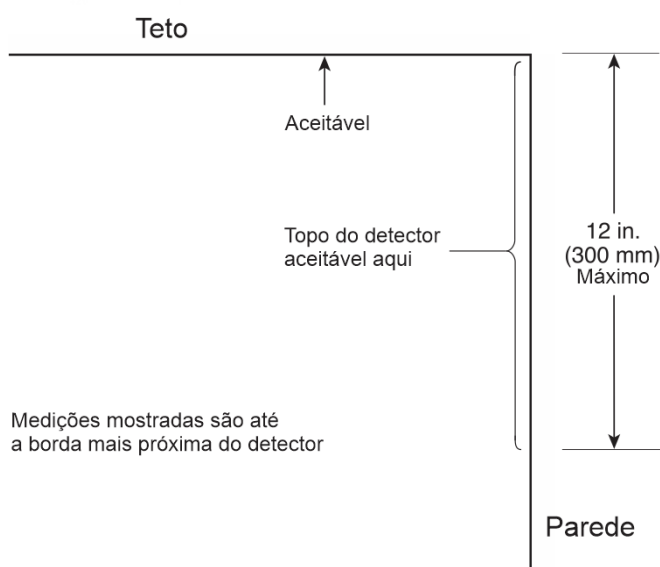 Teto
Aceitável
Topo do detector
aceitável aqui
12 in.
(300 mm)
Máximo
Medições mostradas são até
a borda mais próxima do detector
Parede